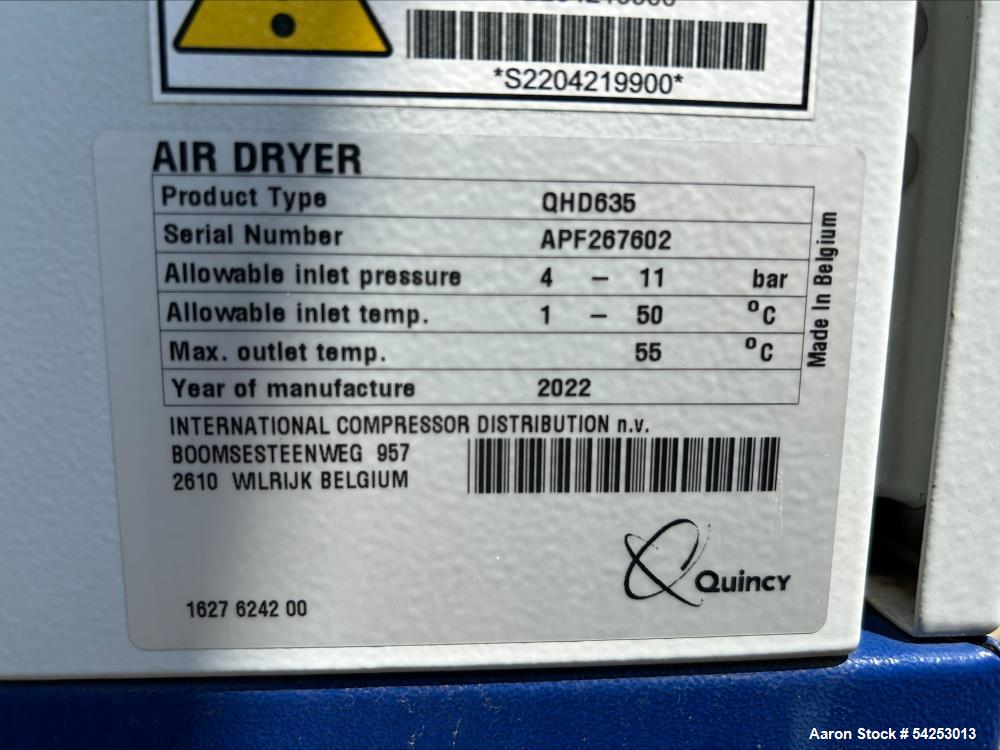 *S2204219900*
AIR DRYER
Product Type QHD635
Serial Number APF267602
Allowable inlet pressure 4 – 11 bar
Allowable inlet temp. 1 – 50 °C
Max. outlet temp. 55 °C
Year of manufacture 2022
Made In Belgium
INTERNATIONAL COMPRESSOR DISTRIBUTION n.v.
BOOMSESTEENWEG 957
2610 WILRIJK BELGIUM
Quincy
1627 6242 00
Aaron Stock # 54253013